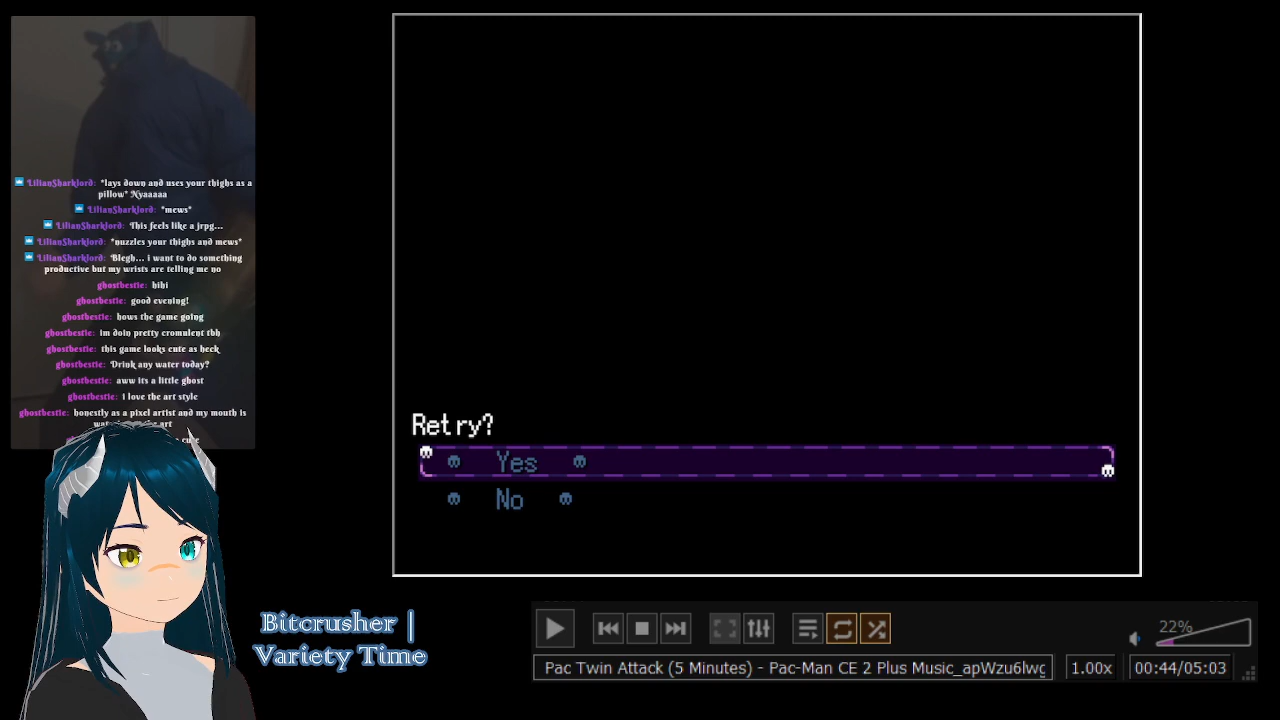 LilianSharklord: *lays down and uses your thighs as a
pillow* Nyaaaaa
LilianSharklord: *mews*
LilianSharklord: This feels like a jrpg...
LilianSharklord: *nuzzles your thighs and mews*
LilianSharklord: Blegh... i want to do something
productive but my wrists are telling me no
ghostbestie: hihi
ghostbestie: good evening!
ghostbestie: hows the game going
ghostbestie: im doin pretty cromulent tbh
ghostbestie: this game looks cute as heck
ghostbestie: Drink any water today?
ghostbestie: aww its a little ghost
ghostbestie: I love the art style
ghostbestie: honestly as a pixel artist and my mouth is
art
cute
Retry?
Yes
No
Bitcrusher |
Variety Time
22%
Pac Twin Attack (5 Minutes) - Pac-Man CE 2 Plus Music_apWzu6lwg
1.00x
00:44/05:03